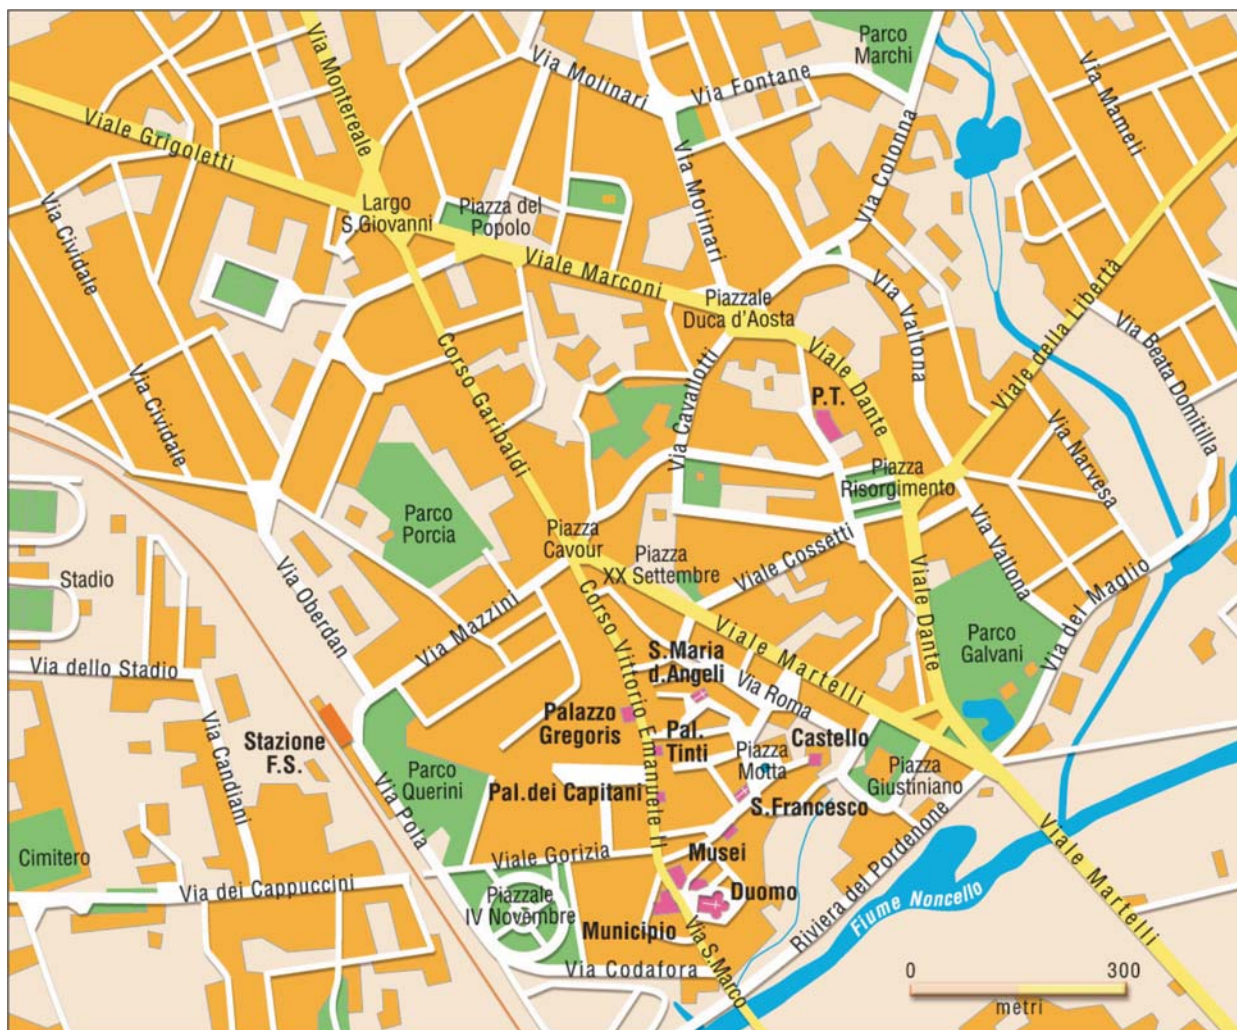 Via Montereale
Via Molinari
Via Fontane
Parco
Marchi
Via Mameli
Viale Grigoletti
Via Colonna
Via Molinari
Via Cividale
Largo
S.Giovanni
Piazza del
Popolo
Viale Marconi
Piazzale
Duca d'Aosta
Via Vallona
Viale della Libertà
Via Beata Domitilla
Corso Garibaldi
Via Cavallotti
Viale Dante
P.T.
Via Cividale
Piazza
Risorgimento
Via Narvesa
Parco
Porcia
Piazza
Cavour
Piazza
XX Settembre
Viale Cossetti
Via Vallona
Stadio
Via Oberdan
Via Mazzini
Corso Vittorio Emanuele II
Viale Martelli
Viale Dante
Parco
Galvani
Via del Maglio
Via dello Stadio
S.Maria
d.Angeli
Via Roma
Via Candiani
Stazione
F.S.
Palazzo
Gregoris
Pal.
Tinti
Piazza
Motta
Castello
Parco
Querini
Pal.dei Capitani
S.Francesco
Piazza
Giustiniano
Via Pola
Cimitero
Viale Gorizia
Musei
Viale Martelli
Via dei Cappuccini
Piazzale
IV Novembre
Duomo
Riviera del Pordenone
Fiume Noncello
Municipio
Via S.Marco
Via Codafora
0
300
metri